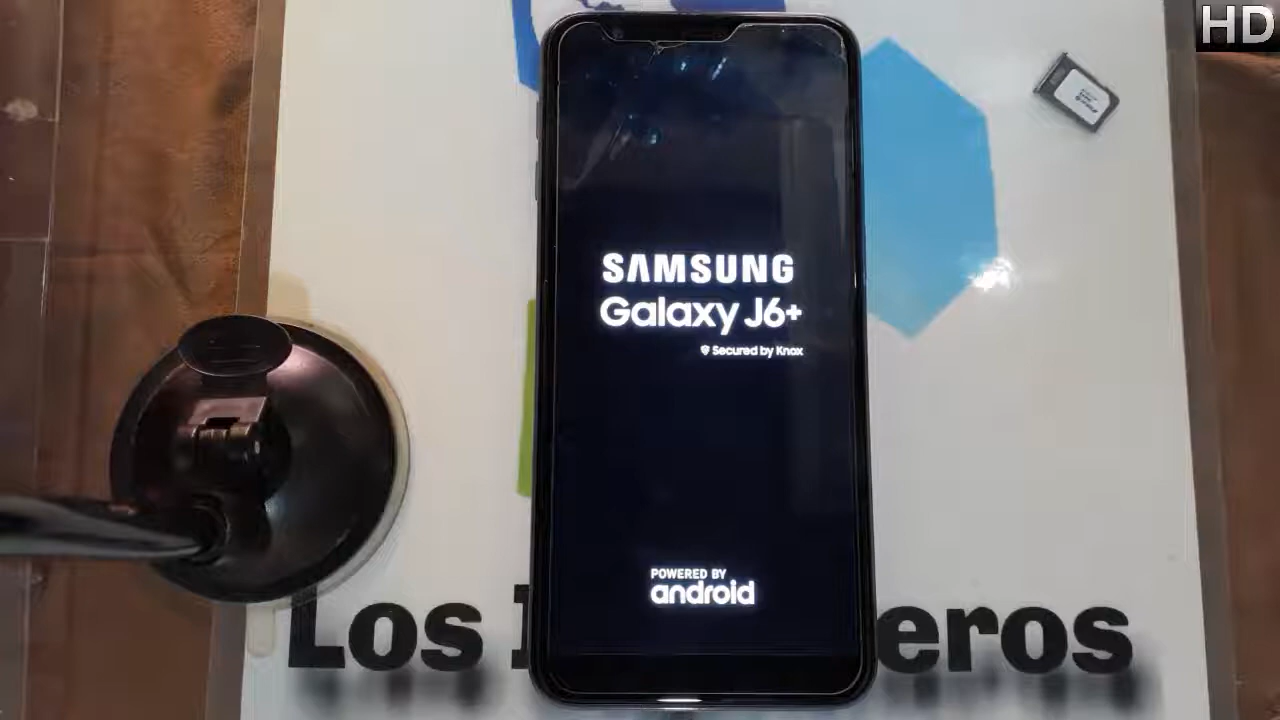 HD
SAMSUNG
Galaxy J6+
Secured by Knox
POWERED BY
android
Los eros